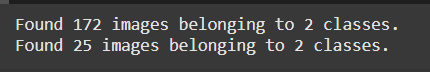 Found 172 images belonging to 2 classes.
Found 25 images belonging to 2 classes.